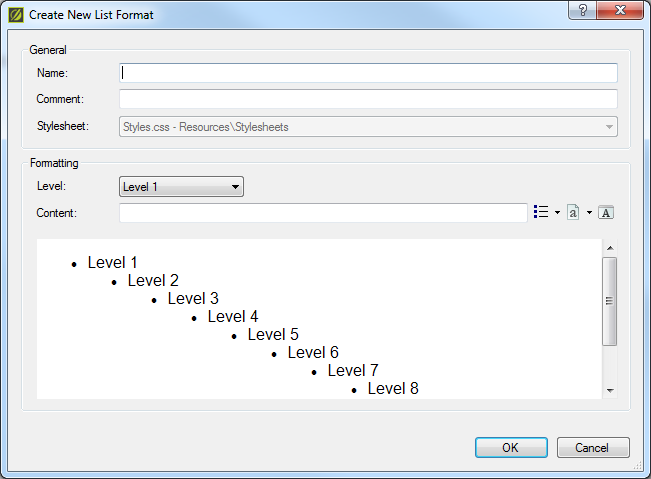 Create New List Format
General
Name:
Comment:
Stylesheet: Styles.css - Resources\Stylesheets
Formatting
Level: Level 1
Content: a A
• Level 1
• Level 2
• Level 3
• Level 4
• Level 5
• Level 6
• Level 7
• Level 8
OK Cancel